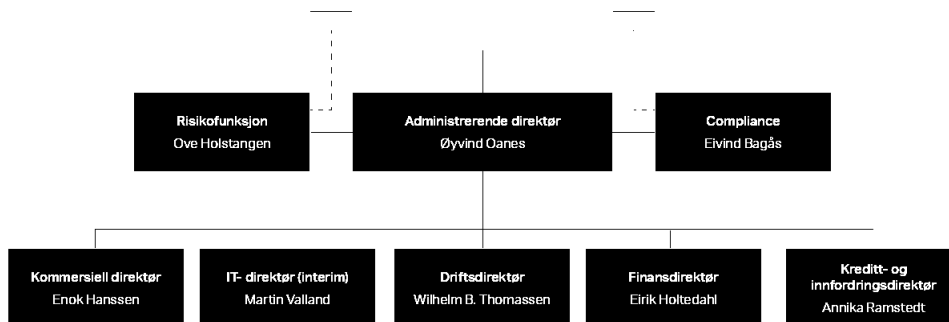 Risikofunksjon
Ove Holstangen
Administrerende direktør
Øyvind Oanes
Compliance
Eivind Bagås
Kommersiell direktør
Enok Hanssen
IT- direktør (interim)
Martin Valland
Driftsdirektør
Wilhelm B. Thomassen
Finansdirektør
Eirik Holtedahl
Kreditt- og
innfordringsdirektør
Annika Ramstedt